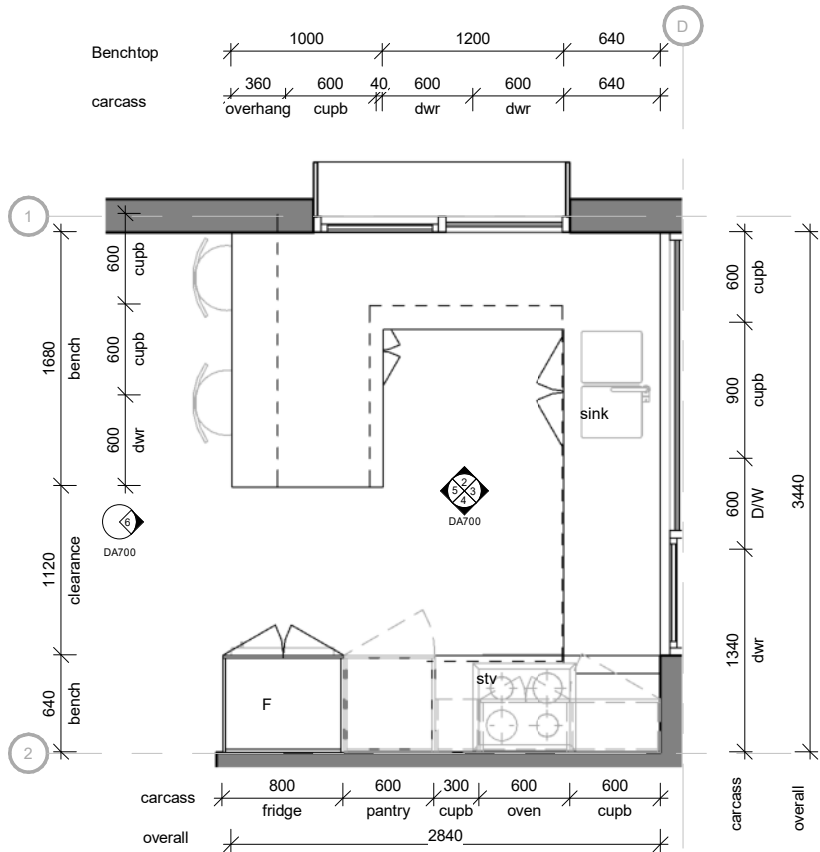 D
Benchtop 1000 1200 640
360 600 40 600 600 640
carcass overhang cupb dwr dwr
1
600 cupb
600 cupb
600 dwr
1680 bench
1120 clearance
640 bench
sink
2
5 3
4
DA700
6
DA700
600 cupb
900 cupb
600 D/W
1340 dwr
3440
F
stv
2
carcass 800 600 300 600 600
fridge pantry cupb oven cupb
overall 2840
carcass
overall